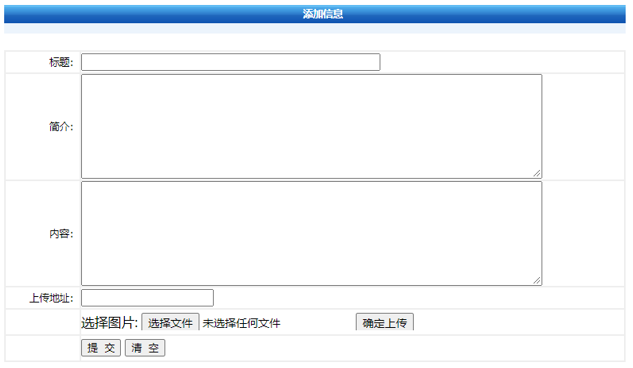 添加信息
标题:
简介:
内容:
上传地址:
选择图片: 选择文件 未选择任何文件 确定上传
提 交 清 空